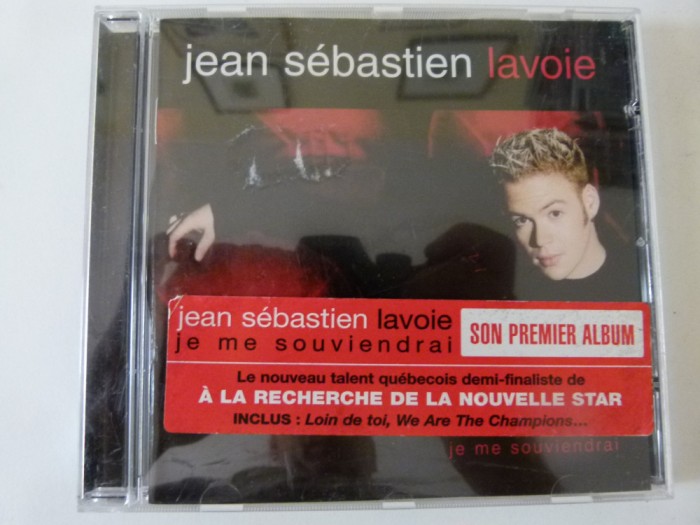 jean sébastien lavoie
jean sébastien lavoie
je me souviendrai
SON PREMIER ALBUM
Le nouveau talent québecois demi-finaliste de
À LA RECHERCHE DE LA NOUVELLE STAR
INCLUS : Loin de toi, We Are The Champions...
je me souviendrai